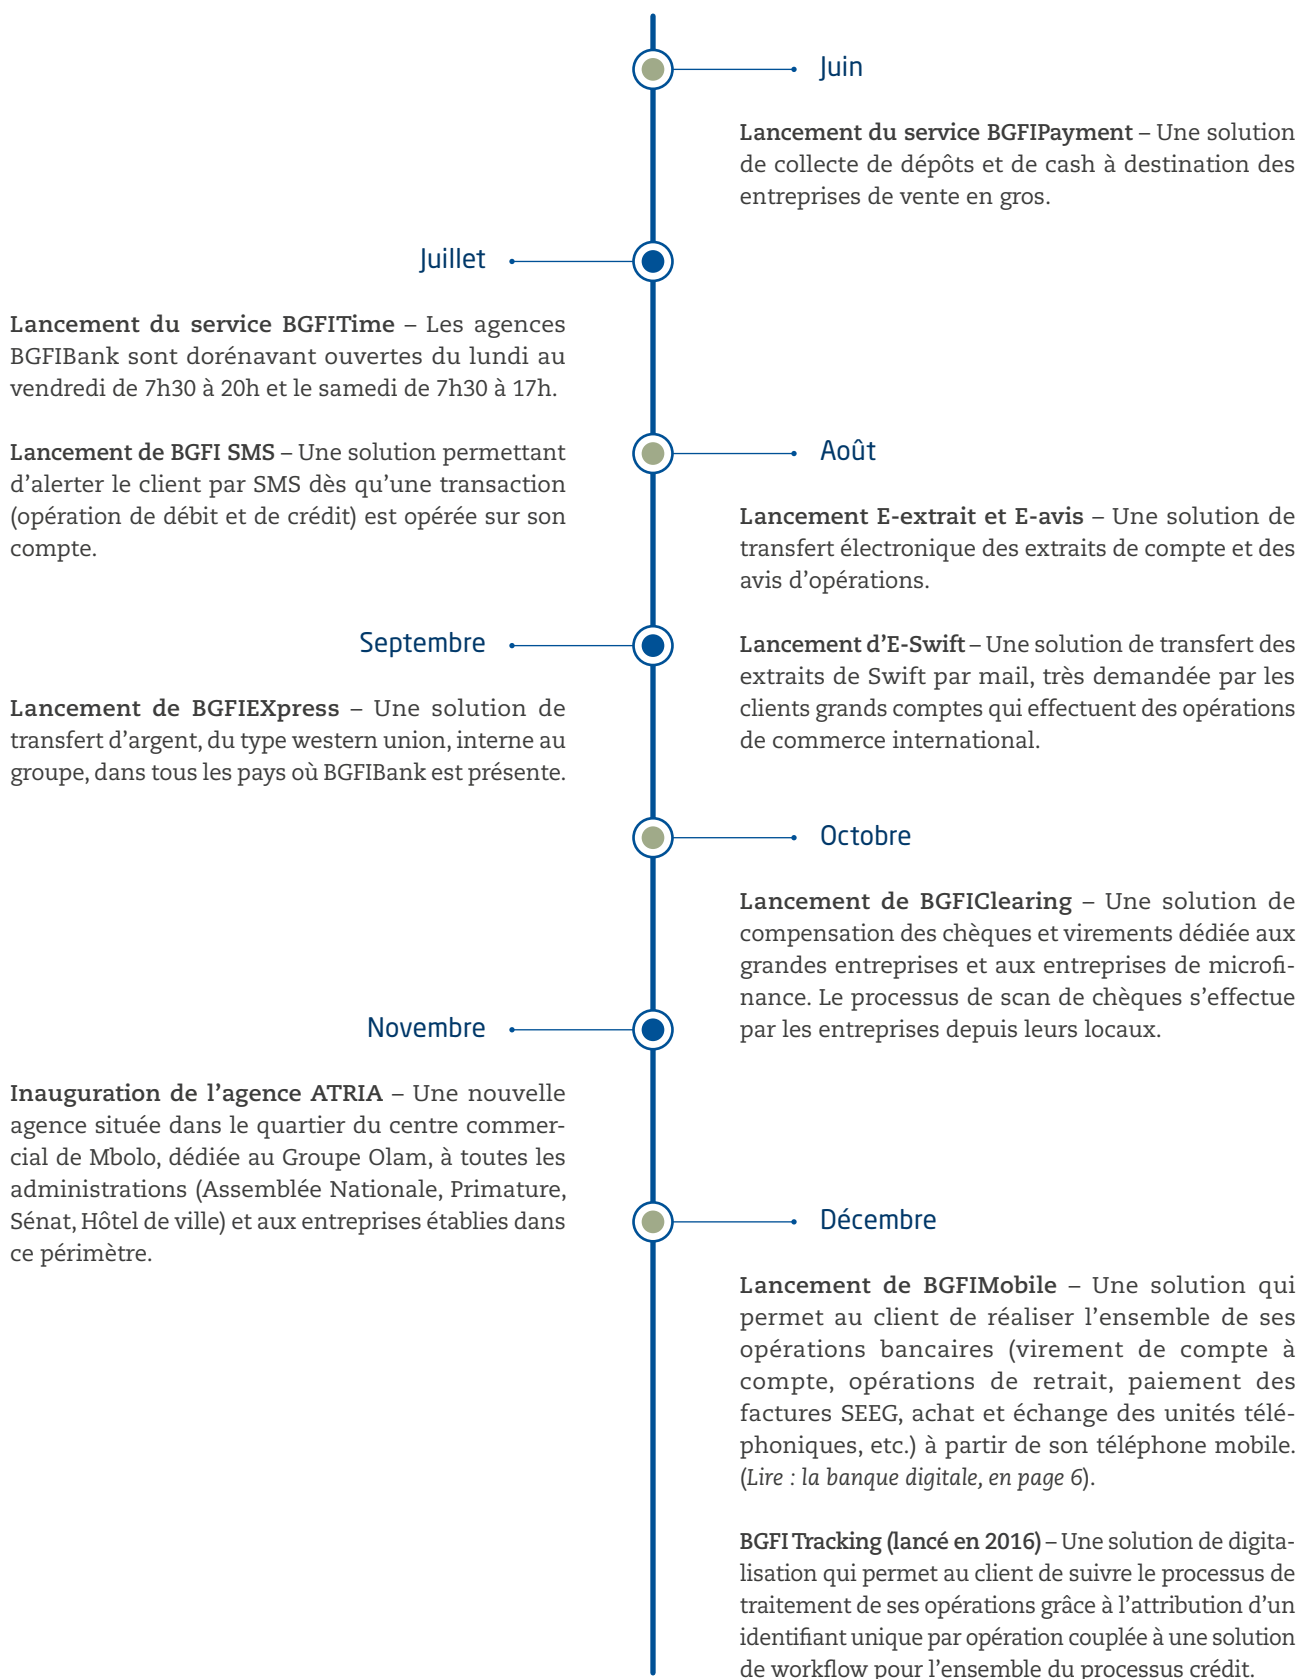 Juin
Lancement du service BGFIPayment – Une solution
de collecte de dépôts et de cash à destination des
entreprises de vente en gros.
Juillet
Lancement du service BGFITime – Les agences
BGFIBank sont dorénavant ouvertes du lundi au
vendredi de 7h30 à 20h et le samedi de 7h30 à 17h.
Lancement de BGFI SMS – Une solution permettant
d’alerter le client par SMS dès qu’une transaction
(opération de débit et de crédit) est opérée sur son
compte.
Août
Lancement E-extrait et E-avis – Une solution de
transfert électronique des extraits de compte et des
avis d’opérations.
Lancement d’E-Swift – Une solution de transfert des
extraits de Swift par mail, très demandée par les
clients grands comptes qui effectuent des opérations
de commerce international.
Septembre
Lancement de BGFIEXpress – Une solution de
transfert d’argent, du type western union, interne au
groupe, dans tous les pays où BGFIBank est présente.
Octobre
Lancement de BGFIClearing – Une solution de
compensation des chèques et virements dédiée aux
grandes entreprises et aux entreprises de microfi-
nance. Le processus de scan de chèques s’effectue
par les entreprises depuis leurs locaux.
Novembre
Inauguration de l’agence ATRIA – Une nouvelle
agence située dans le quartier du centre commer-
cial de Mbolo, dédiée au Groupe Olam, à toutes les
administrations (Assemblée Nationale, Primature,
Sénat, Hôtel de ville) et aux entreprises établies dans
ce périmètre.
Décembre
Lancement de BGFIMobile – Une solution qui
permet au client de réaliser l’ensemble de ses
opérations bancaires (virement de compte à
compte, opérations de retrait, paiement des
factures SEEG, achat et échange des unités télé-
phoniques, etc.) à partir de son téléphone mobile.
(Lire : la banque digitale, en page 6).
BGFI Tracking (lancé en 2016) – Une solution de digita-
lisation qui permet au client de suivre le processus de
traitement de ses opérations grâce à l’attribution d’un
identifiant unique par opération couplée à une solution
de workflow pour l’ensemble du processus crédit.